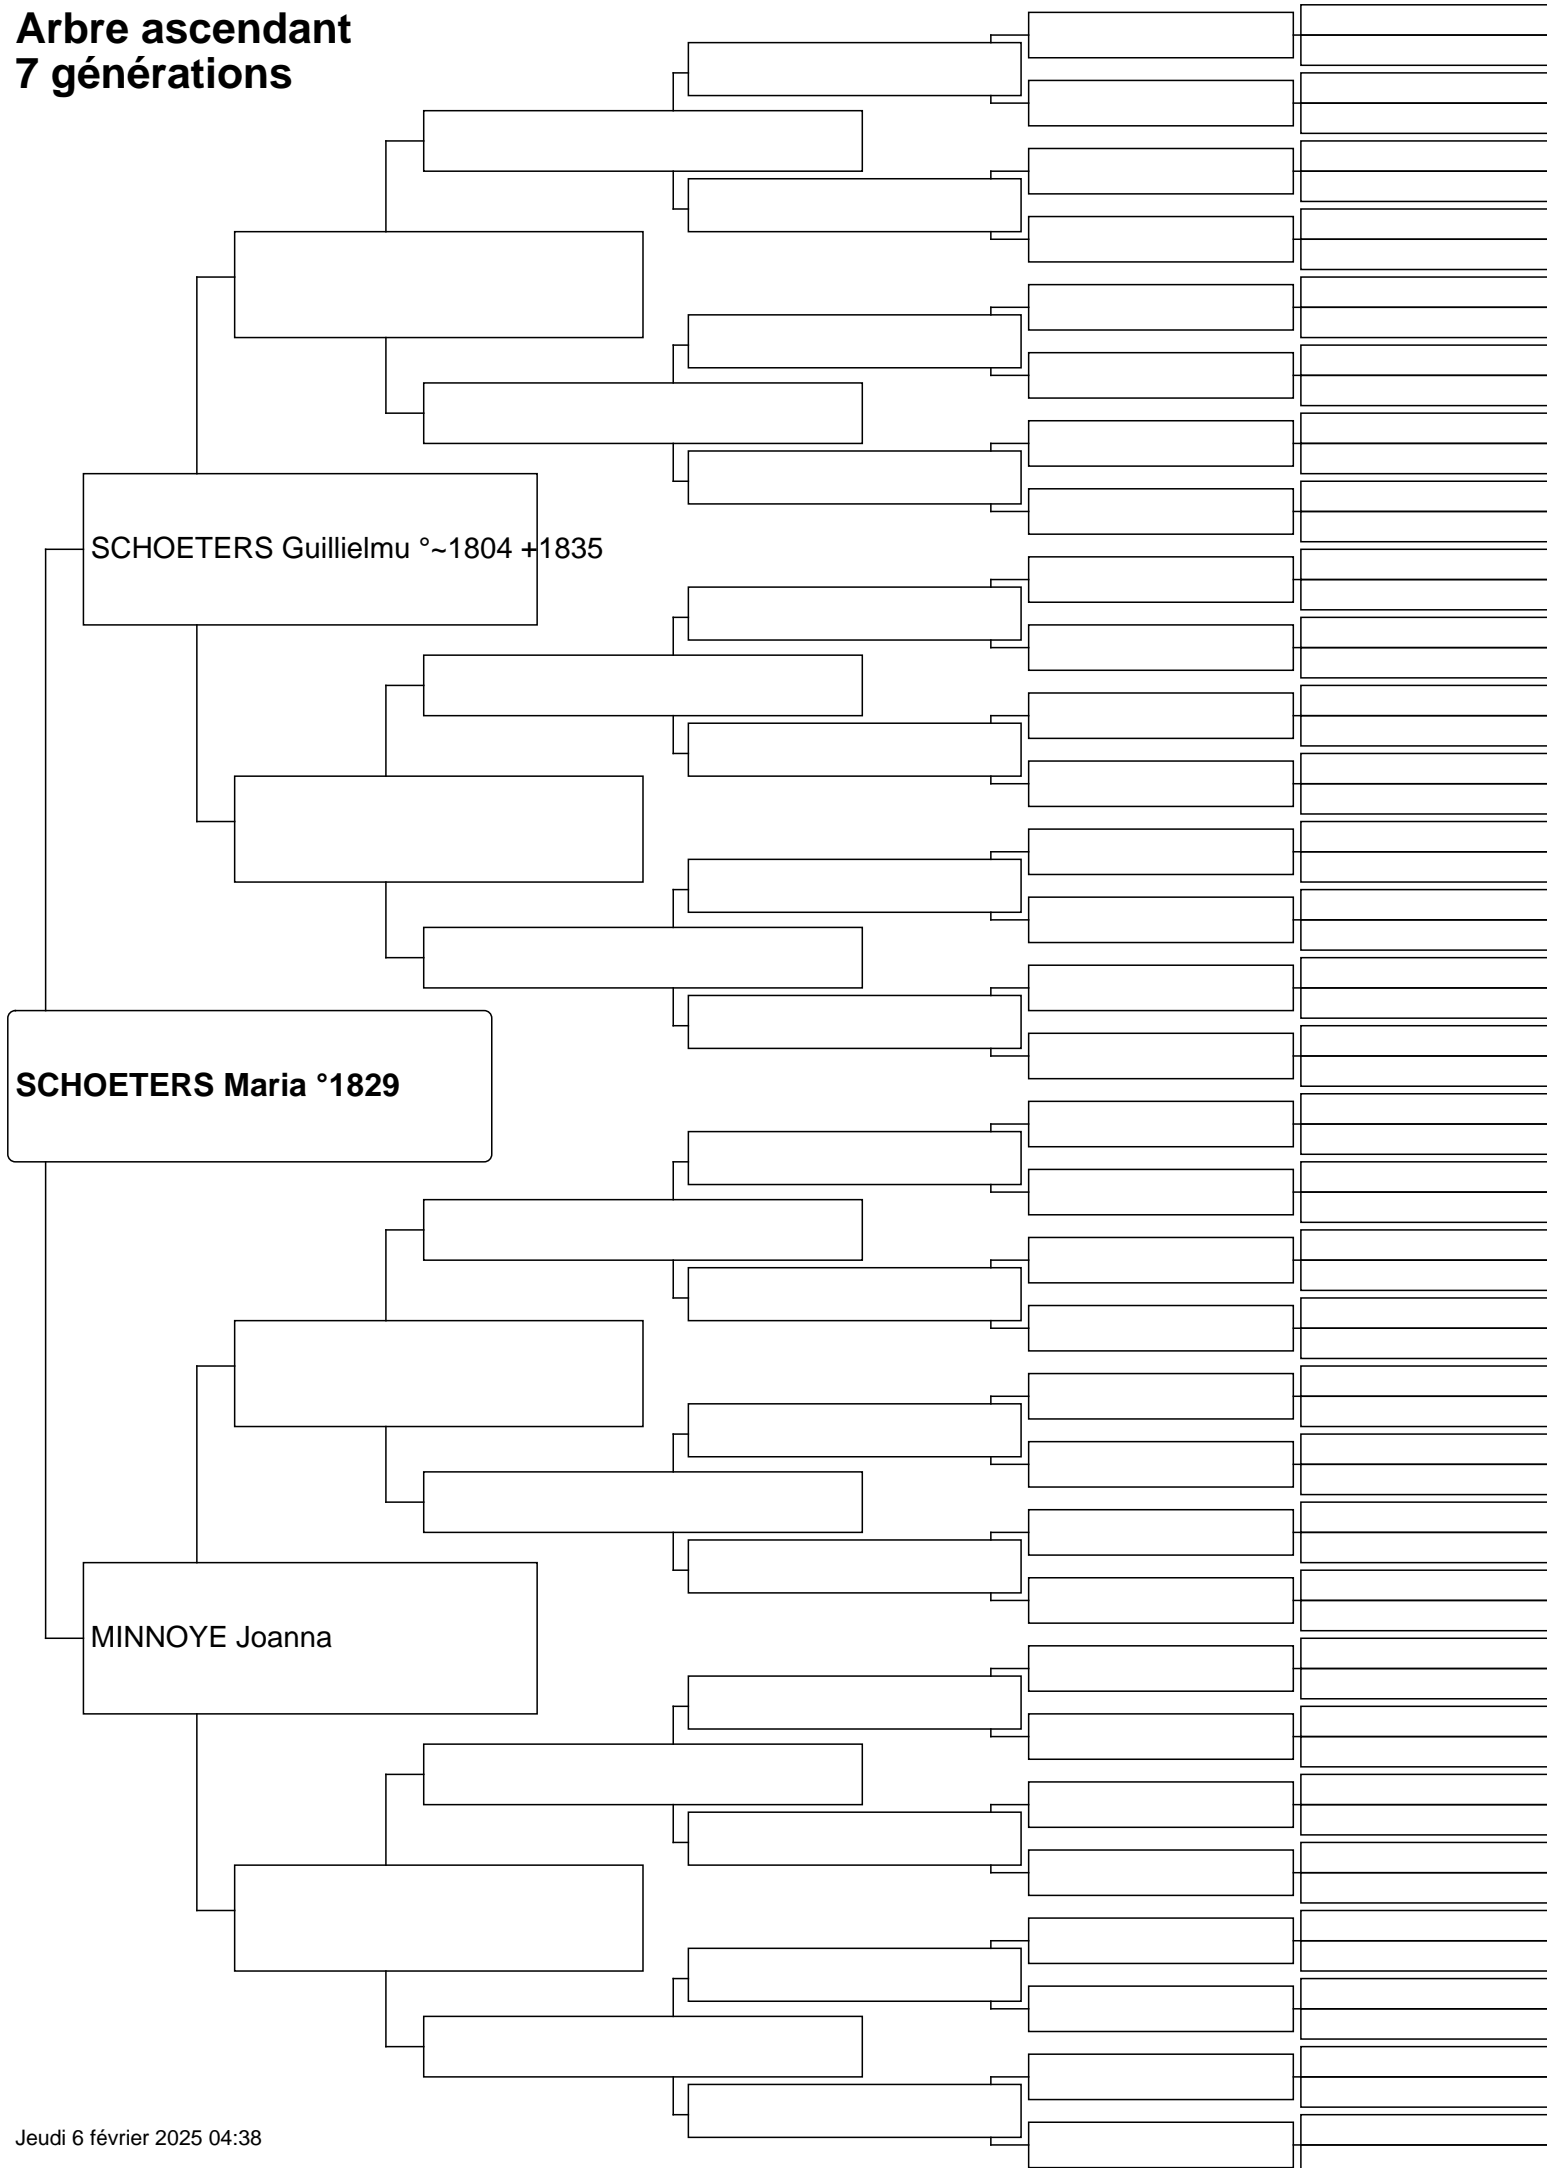 Arbre ascendant
7 générations
SCHOETERS Guillielmu °~1804 +1835
SCHOETERS Maria °1829
MINNOYE Joanna
Jeudi 6 février 2025 04:38